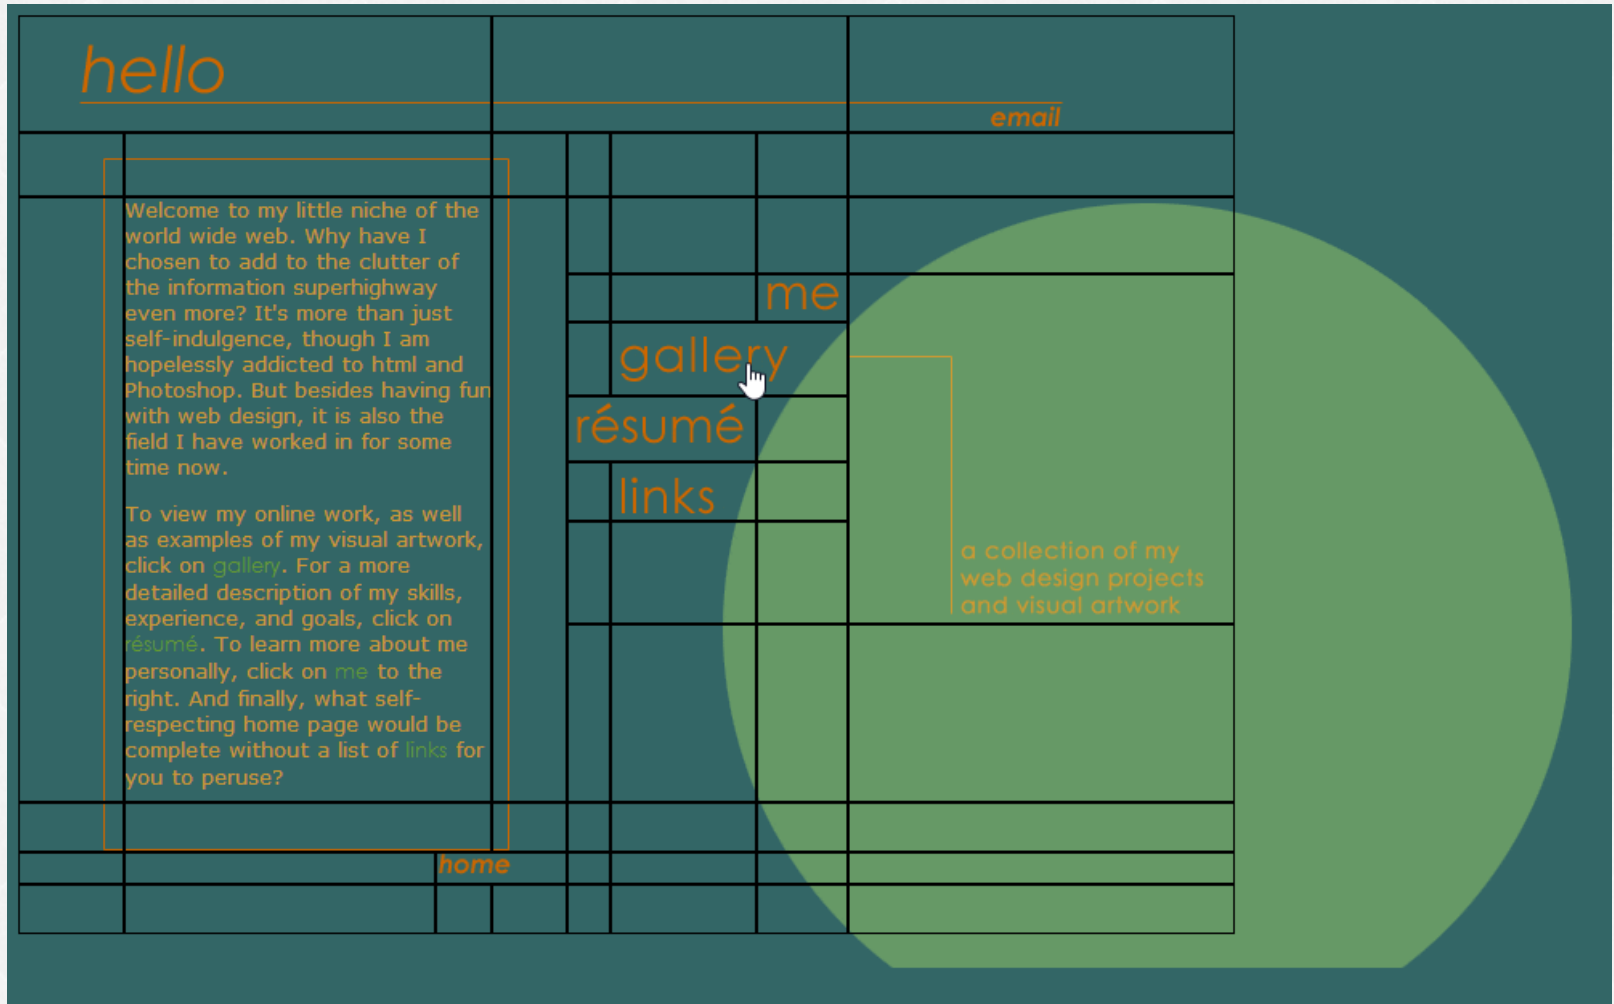 hello
email
Welcome to my little niche of the
world wide web. Why have I
chosen to add to the clutter of
the information superhighway
even more? It's more than just
self-indulgence, though I am
hopelessly addicted to html and
Photoshop. But besides having fun
with web design, it is also the
field I have worked in for some
time now.
To view my online work, as well
as examples of my visual artwork,
click on gallery. For a more
detailed description of my skills,
experience, and goals, click on
résumé. To learn more about me
personally, click on me to the
right. And finally, what self-
respecting home page would be
complete without a list of links for
you to peruse?
home
me
gallery
résumé
links
a collection of my
web design projects
and visual artwork